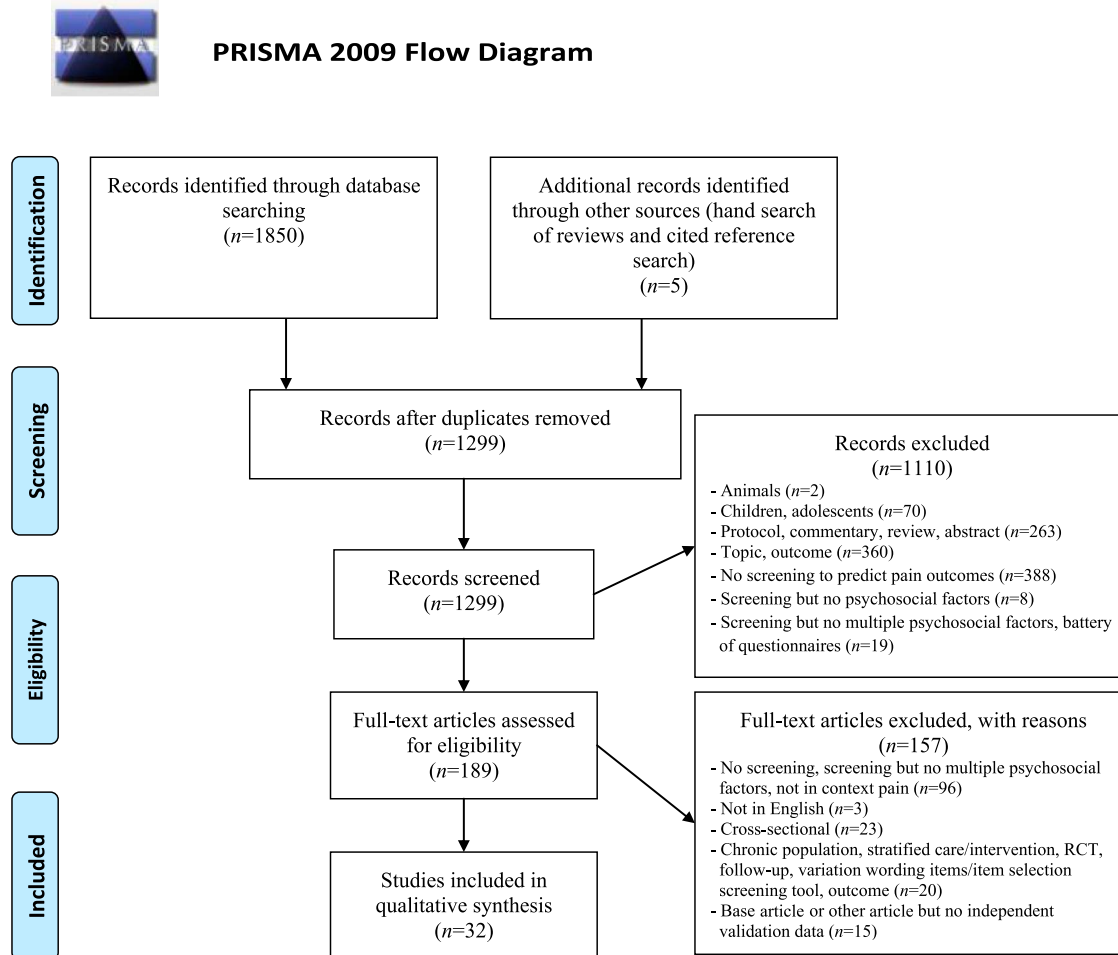 PRISMA
PRISMA 2009 Flow Diagram
Identification
Records identified through database
searching
(n=1850)
Additional records identified
through other sources (hand search
of reviews and cited reference
search)
(n=5)
Screening
Records after duplicates removed
(n=1299)
Records excluded
(n=1110)
- Animals (n=2)
- Children, adolescents (n=70)
- Protocol, commentary, review, abstract (n=263)
- Topic, outcome (n=360)
- No screening to predict pain outcomes (n=388)
- Screening but no psychosocial factors (n=8)
- Screening but no multiple psychosocial factors, battery
of questionnaires (n=19)
Records screened
(n=1299)
Eligibility
Full-text articles assessed
for eligibility
(n=189)
Full-text articles excluded, with reasons
(n=157)
- No screening, screening but no multiple psychosocial
factors, not in context pain (n=96)
- Not in English (n=3)
- Cross-sectional (n=23)
- Chronic population, stratified care/intervention, RCT,
follow-up, variation wording items/item selection
screening tool, outcome (n=20)
- Base article or other article but no independent
validation data (n=15)
Included
Studies included in
qualitative synthesis
(n=32)